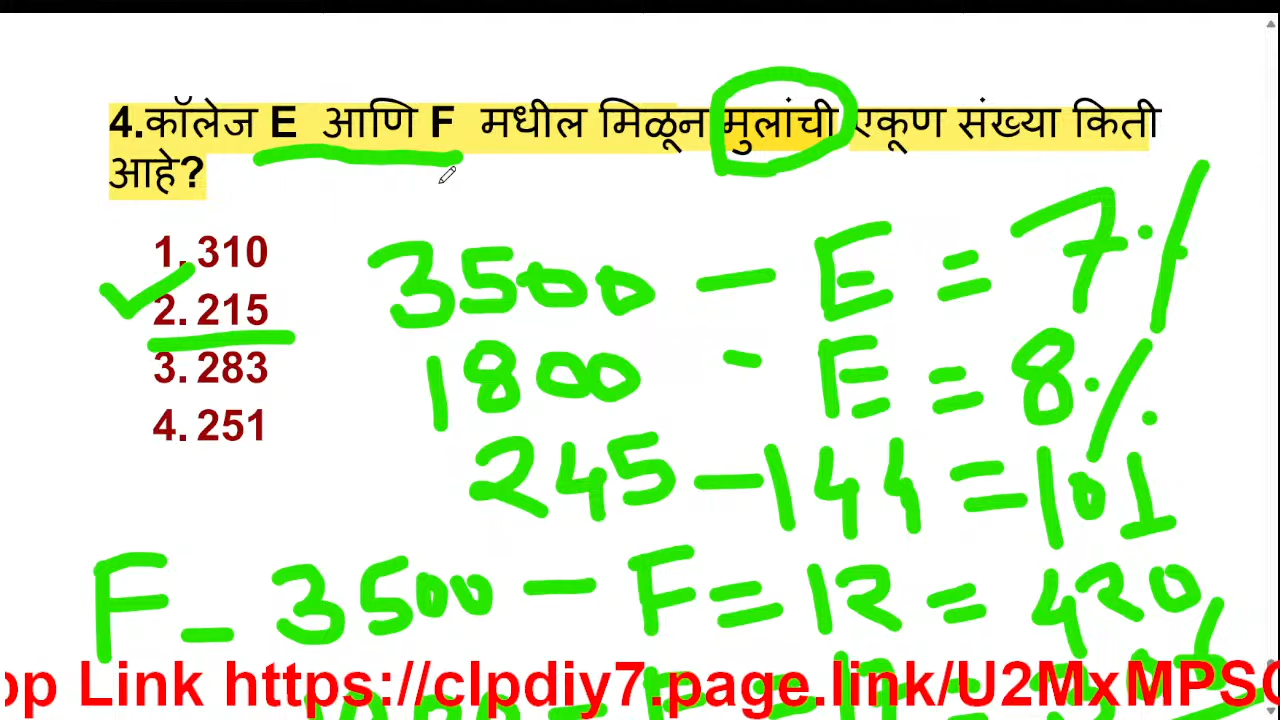 4.कॉलेज E आणि F मधील मिळून मुलांची एकूण संख्या किती
आहे?
1. 310
2. 215
3. 283
4. 251
3500 - E = 7%
1800 - E = 8%
245 - 144 = 101
F - 3500 - F = 12 = 420
op Link https://clpdiy7.page.link/U2MxMPSC